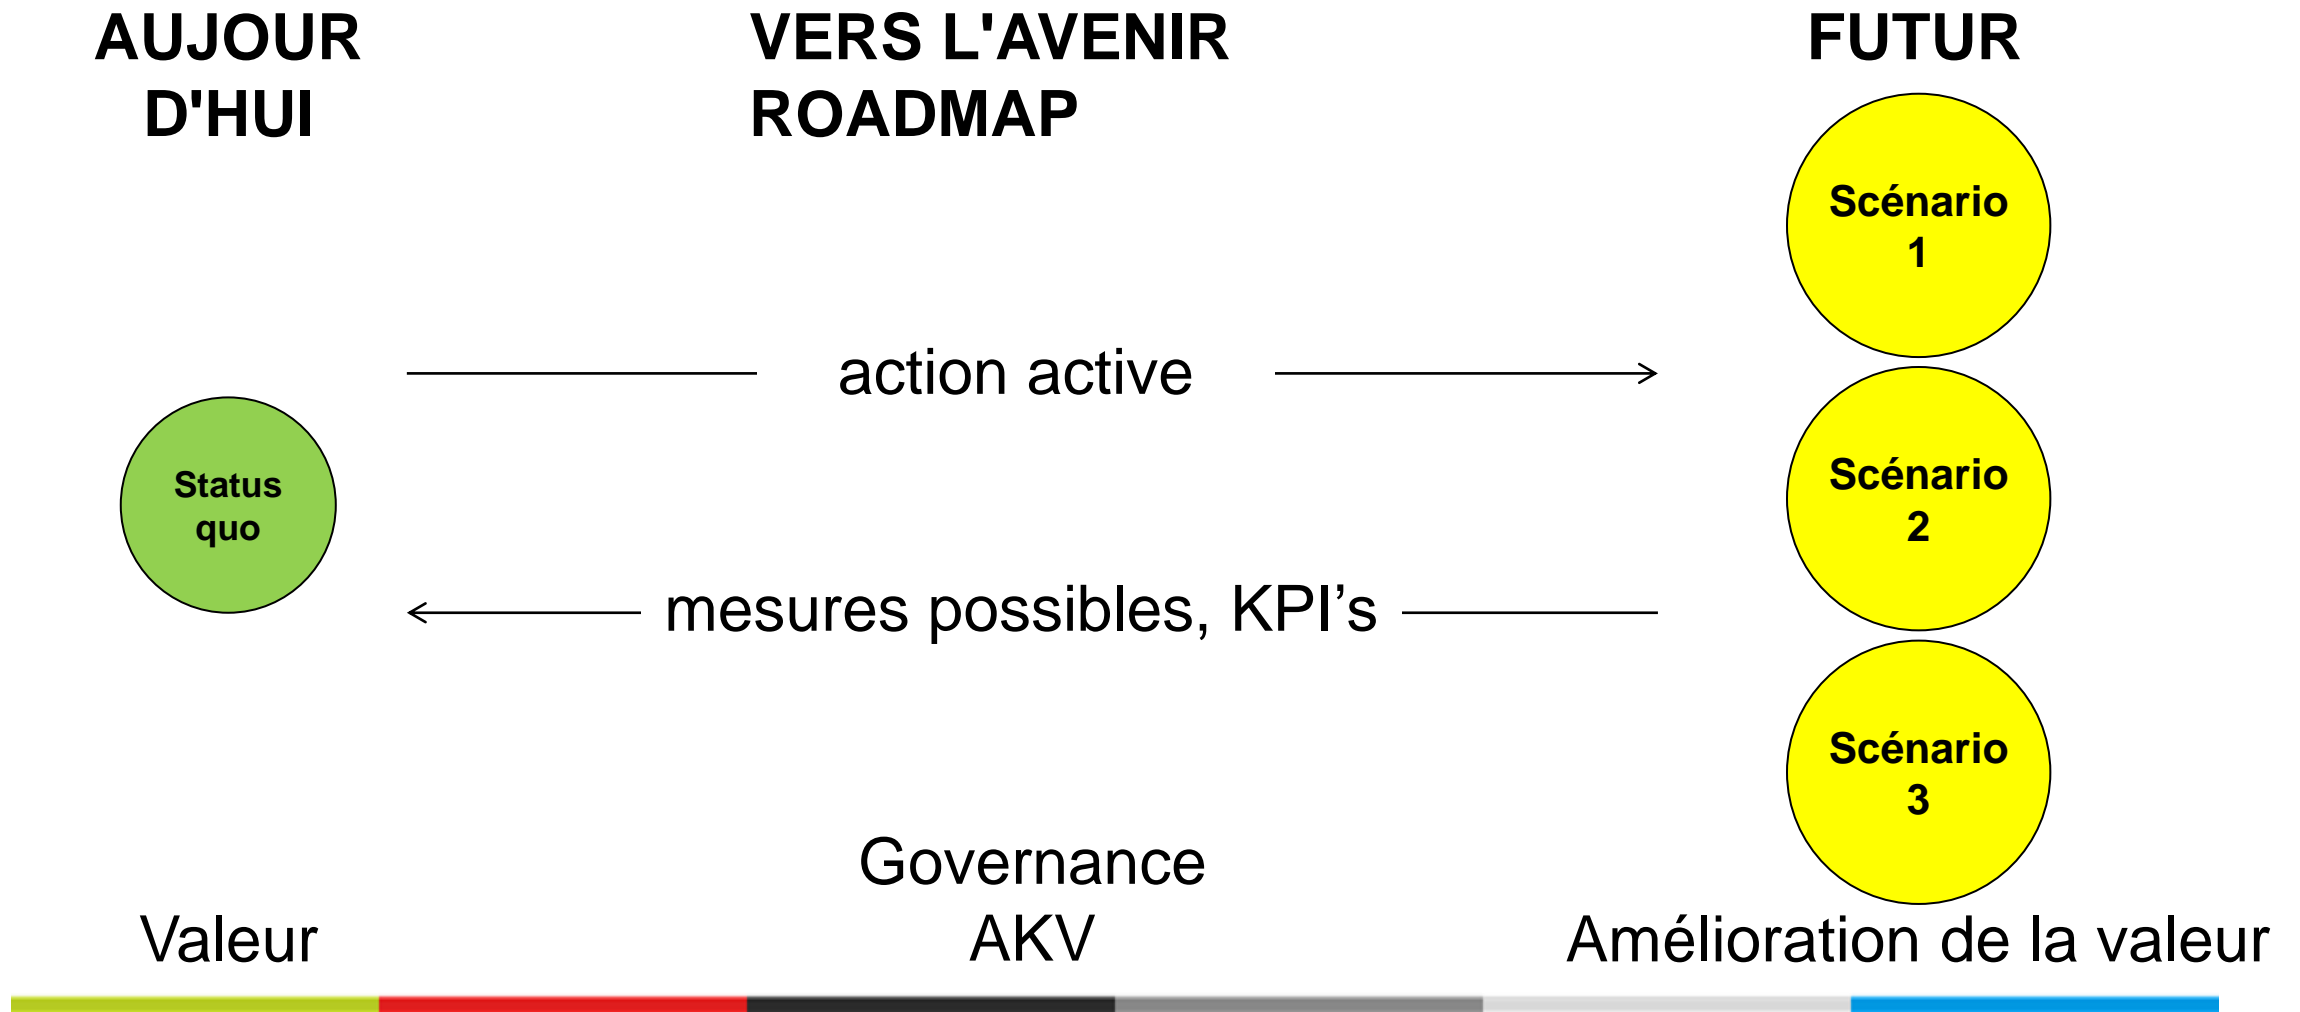 AUJOUR
D'HUI
VERS L'AVENIR
ROADMAP
FUTUR
Scénario
1
action active
Status
quo
Scénario
2
mesures possibles, KPI’s
Scénario
3
Governance
AKV
Valeur
Amélioration de la valeur